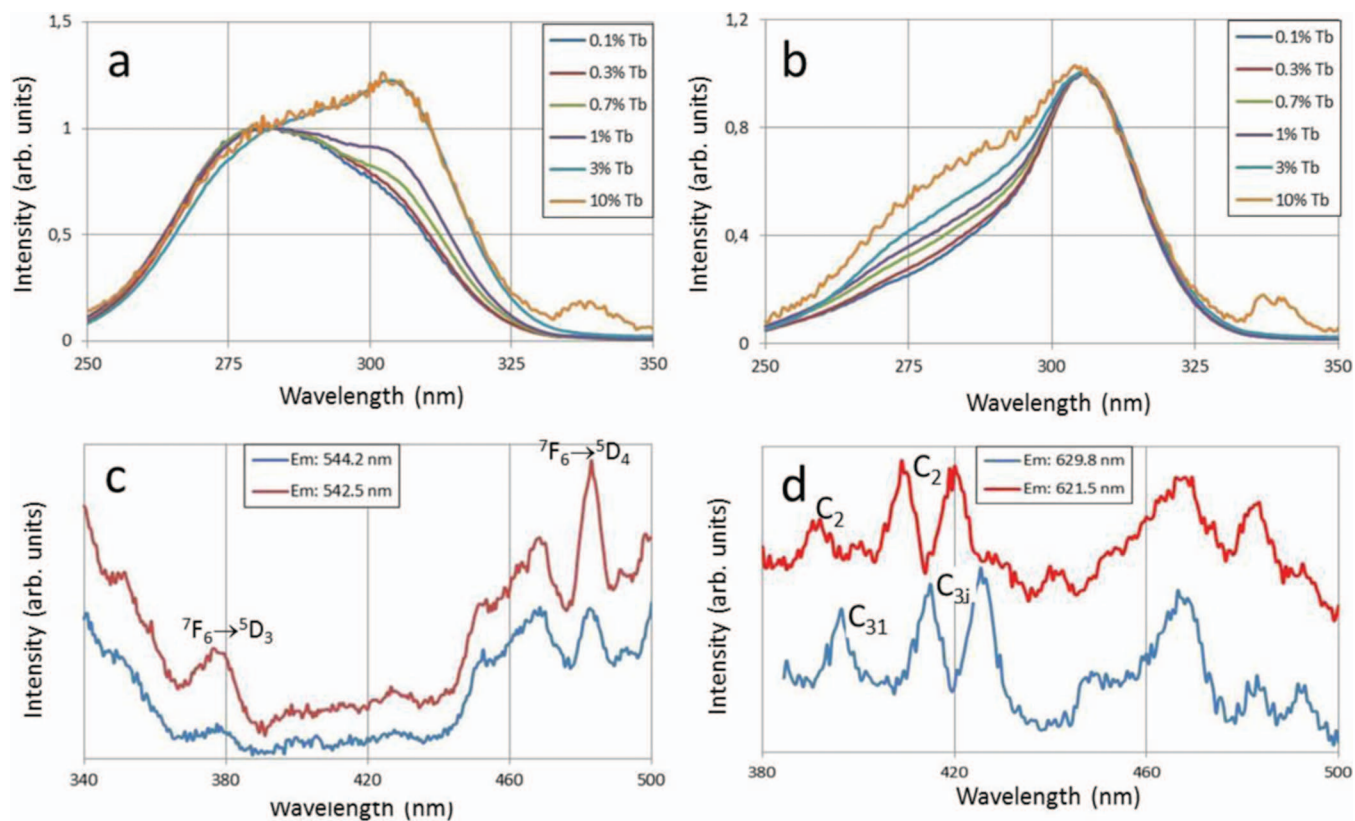 a
1,5
1
0,5
0
Intensity (arb. units)
250 275 300 325 350
Wavelength (nm)
0.1% Tb
0.3% Tb
0.7% Tb
1% Tb
3% Tb
10% Tb
b
1,2
0,8
0,4
0
Intensity (arb. units)
250 275 300 325 350
Wavelength (nm)
0.1% Tb
0.3% Tb
0.7% Tb
1% Tb
3% Tb
10% Tb
c
Em: 544.2 nm
Em: 542.5 nm
⁷F₆→⁵D₄
⁷F₆→⁵D₃
Intensity (arb. units)
340 380 420 460 500
Wavelength (nm)
d
Em: 629.8 nm
Em: 621.5 nm
C₂
C₂
C₃ⱼ
C₃₁
Intensity (arb. units)
380 420 460 500
Wavelength (nm)